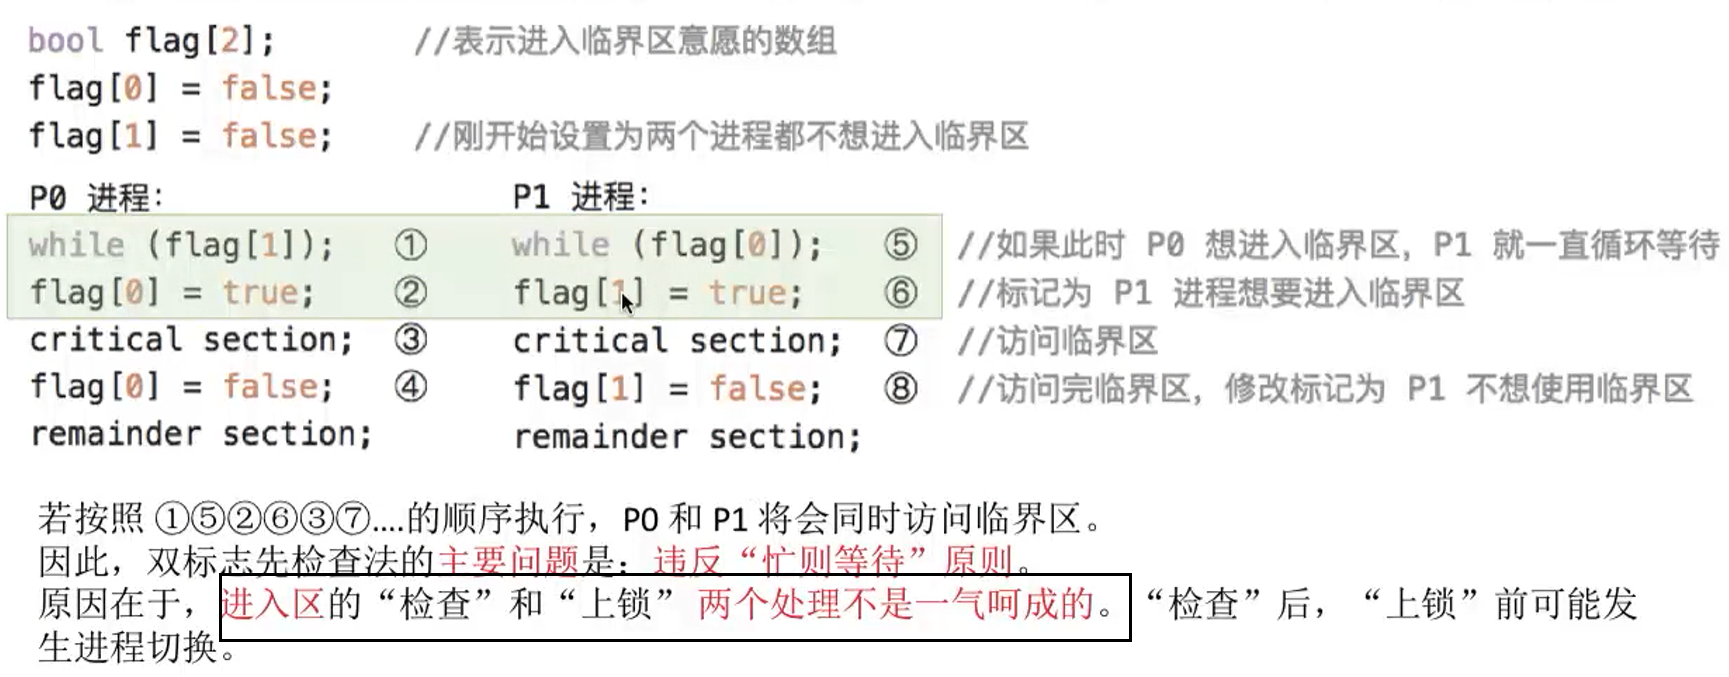 bool flag[2]; //表示进入临界区意愿的数组
flag[0] = false;
flag[1] = false; //刚开始设置为两个进程都不想进入临界区
P0 进程: P1 进程:
while (flag[1]); ① while (flag[0]); ⑤ //如果此时 P0 想进入临界区，P1 就一直循环等待
flag[0] = true; ② flag[1] = true; ⑥ //标记为 P1 进程想要进入临界区
critical section; ③ critical section; ⑦ //访问临界区
flag[0] = false; ④ flag[1] = false; ⑧ //访问完临界区，修改标记为 P1 不想使用临界区
remainder section; remainder section;
若按照 ①⑤②⑥③⑦....的顺序执行，P0 和 P1 将会同时访问临界区。
因此，双标志先检查法的主要问题是：违反“忙则等待”原则。
原因在于，进入区的“检查”和“上锁” 两个处理不是一气呵成的。“检查”后，“上锁”前可能发
生进程切换。